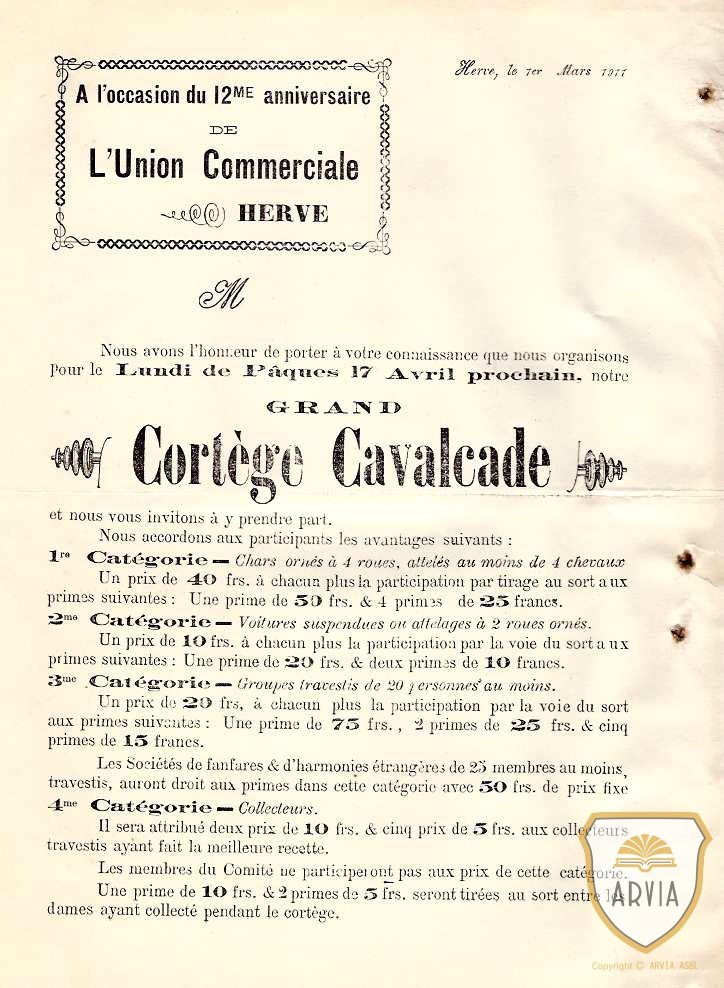 Herve, le 1er Mars 1911
A l'occasion du 12ME anniversaire
DE
L'Union Commerciale
HERVE
M
Nous avons l'honneur de porter à votre connaissance que nous organisons
Pour le Lundi de Pâques 17 Avril prochain, notre
GRAND
Cortège Cavalcade
et nous vous invitons à y prendre part.
Nous accordons aux participants les avantages suivants :
1re Catégorie — Chars ornés à 4 roues, attelés au moins de 4 chevaux
Un prix de 40 frs. à chacun plus la participation par tirage au sort aux
primes suivantes : Une prime de 50 frs. & 4 primes de 25 francs.
2me Catégorie — Voitures suspendues ou attelages à 2 roues ornés.
Un prix de 10 frs. à chacun plus la participation par la voie du sort aux
primes suivantes : Une prime de 20 frs. & deux primes de 10 francs.
3me Catégorie — Groupes travestis de 20 personnes au moins.
Un prix de 20 frs, à chacun plus la participation par la voie du sort
aux primes suivantes : Une prime de 75 frs., 2 primes de 25 frs. & cinq
primes de 15 francs.
Les Sociétés de fanfares & d'harmonies étrangères de 25 membres au moins,
travestis, auront droit aux primes dans cette catégorie avec 50 frs. de prix fixe
4me Catégorie — Collecteurs.
Il sera attribué deux prix de 10 frs. & cinq prix de 5 frs. aux collecteurs
travestis ayant fait la meilleure recette.
Les membres du Comité ne participeront pas aux prix de cette catégorie.
Une prime de 10 frs. & 2 primes de 5 frs. seront tirées au sort entre les
dames ayant collecté pendant le cortège.
ARVIA
Copyright © ARVIA ASBL